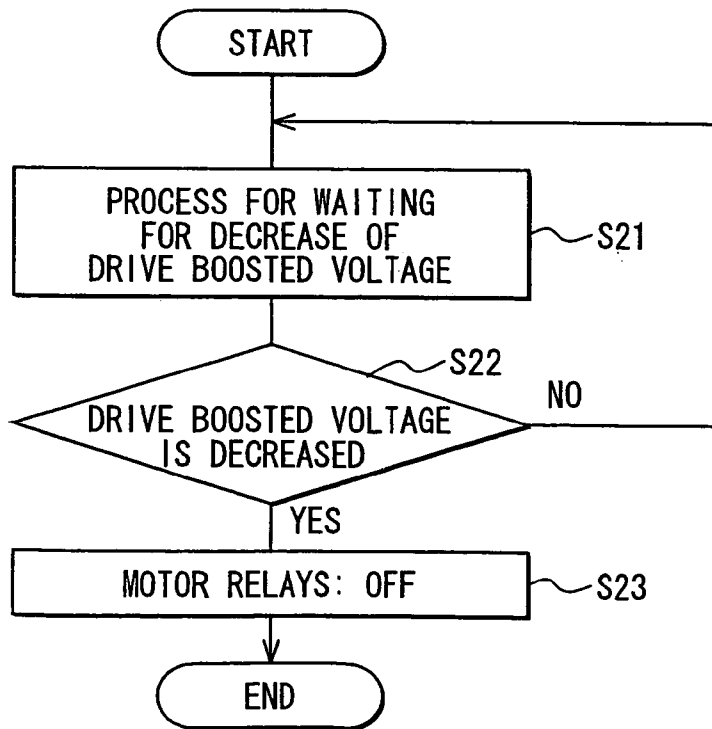 START
PROCESS FOR WAITING
FOR DECREASE OF
DRIVE BOOSTED VOLTAGE
S21
S22
DRIVE BOOSTED VOLTAGE
IS DECREASED
NO
YES
MOTOR RELAYS: OFF
S23
END